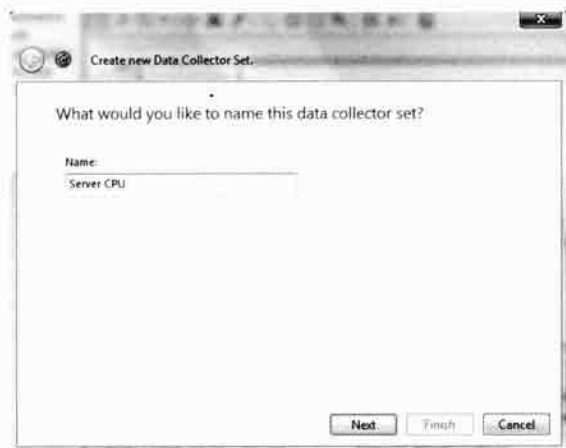 Create new Data Collector Set.
What would you like to name this data collector set?
Name:
Server CPU
Next
Finish
Cancel